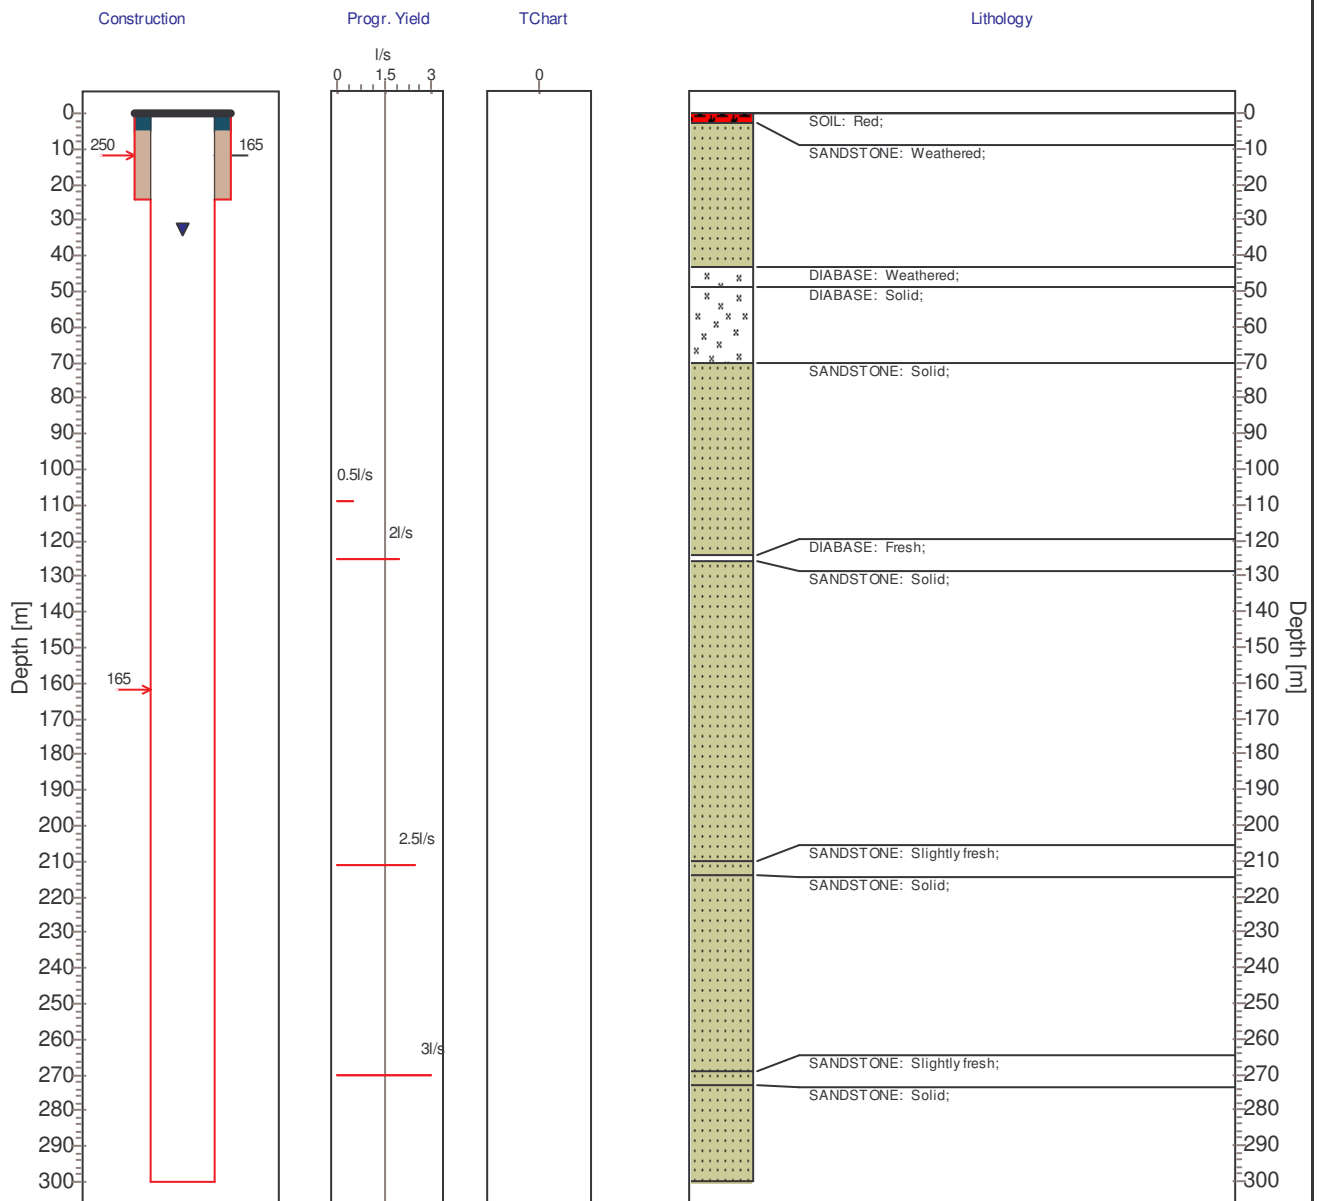 Construction
Progr. Yield
TChart
Lithology
l/s
0 1.5 3
0
0
10
20
30
40
50
60
70
80
90
100
110
120
130
140
150
160
170
180
190
200
210
220
230
240
250
260
270
280
290
300
Depth [m]
250
165
165
0.5l/s
2l/s
2.5l/s
3l/s
SOIL: Red;
SANDSTONE: Weathered;
DIABASE: Weathered;
DIABASE: Solid;
SANDSTONE: Solid;
DIABASE: Fresh;
SANDSTONE: Solid;
SANDSTONE: Slightly fresh;
SANDSTONE: Solid;
SANDSTONE: Slightly fresh;
SANDSTONE: Solid;
0
10
20
30
40
50
60
70
80
90
100
110
120
130
140
150
160
170
180
190
200
210
220
230
240
250
260
270
280
290
300
Depth [m]